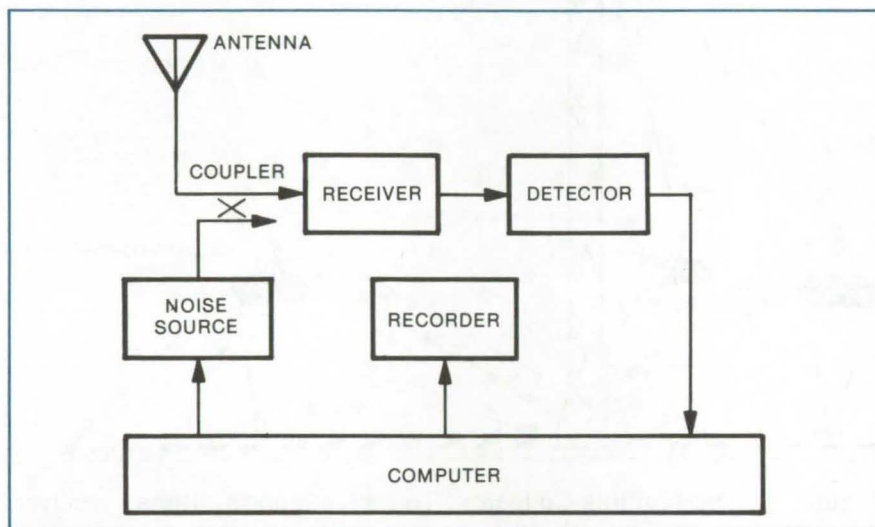 ANTENNA
COUPLER
RECEIVER
DETECTOR
NOISE
SOURCE
RECORDER
COMPUTER